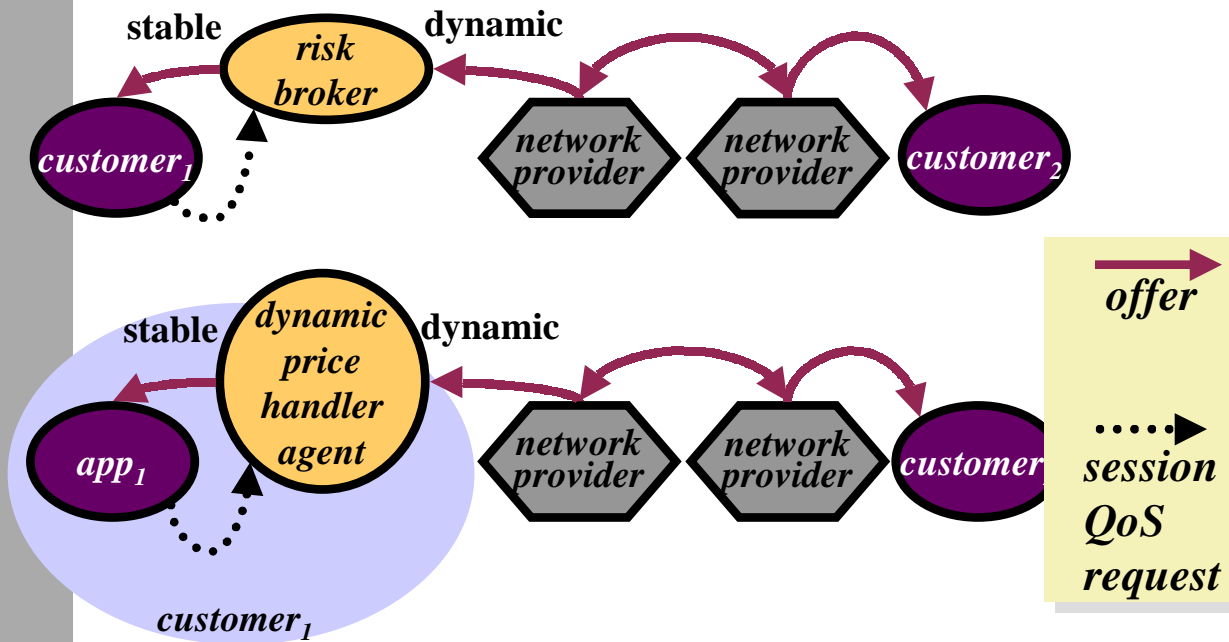 stable
dynamic
risk
broker
customer1
network
provider
network
provider
customer2
offer
stable
dynamic
dynamic
price
handler
agent
app1
network
provider
network
provider
customer
session
QoS
request
customer1